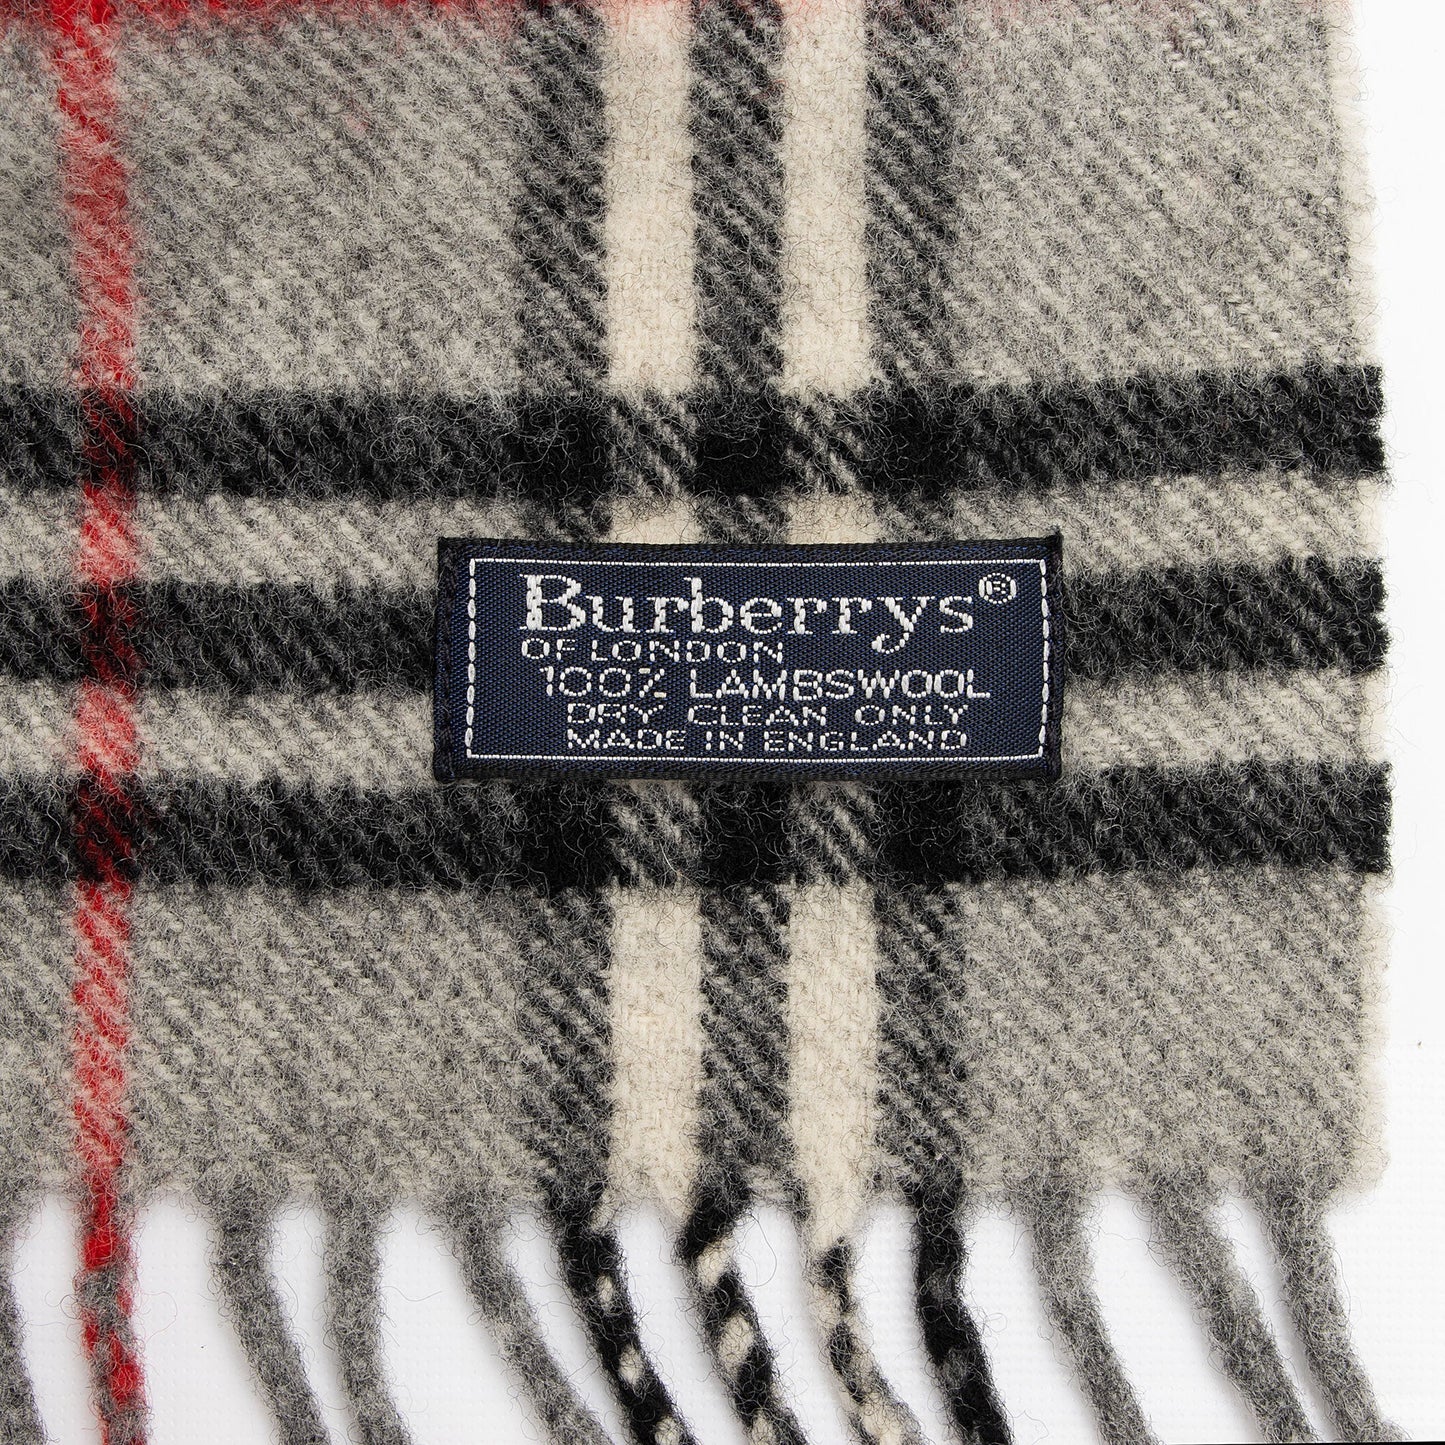 Burberrys®
OF LONDON
100% LAMBSWOOL
DRY CLEAN ONLY
MADE IN ENGLAND